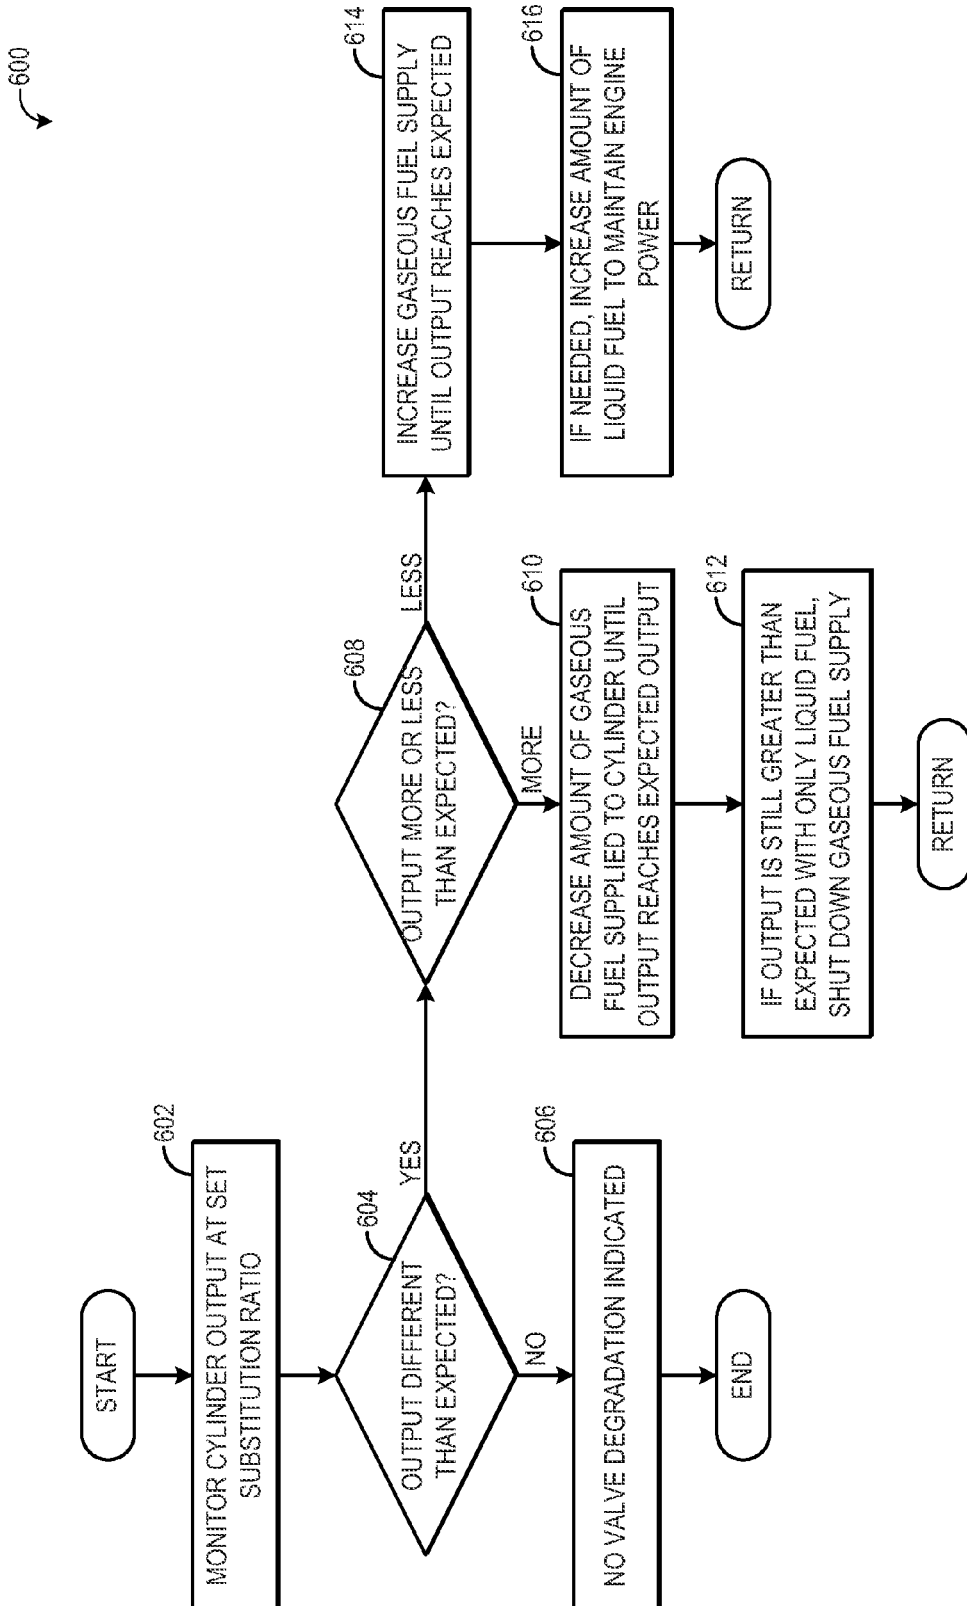 600
START
602
MONITOR CYLINDER OUTPUT AT SET
SUBSTITUTION RATIO
604
OUTPUT DIFFERENT
THAN EXPECTED?
YES
NO
606
NO VALVE DEGRADATION INDICATED
END
608
OUTPUT MORE OR LESS
THAN EXPECTED?
LESS
MORE
610
DECREASE AMOUNT OF GASEOUS
FUEL SUPPLIED TO CYLINDER UNTIL
OUTPUT REACHES EXPECTED OUTPUT
612
IF OUTPUT IS STILL GREATER THAN
EXPECTED WITH ONLY LIQUID FUEL,
SHUT DOWN GASEOUS FUEL SUPPLY
RETURN
614
INCREASE GASEOUS FUEL SUPPLY
UNTIL OUTPUT REACHES EXPECTED
616
IF NEEDED, INCREASE AMOUNT OF
LIQUID FUEL TO MAINTAIN ENGINE
POWER
RETURN